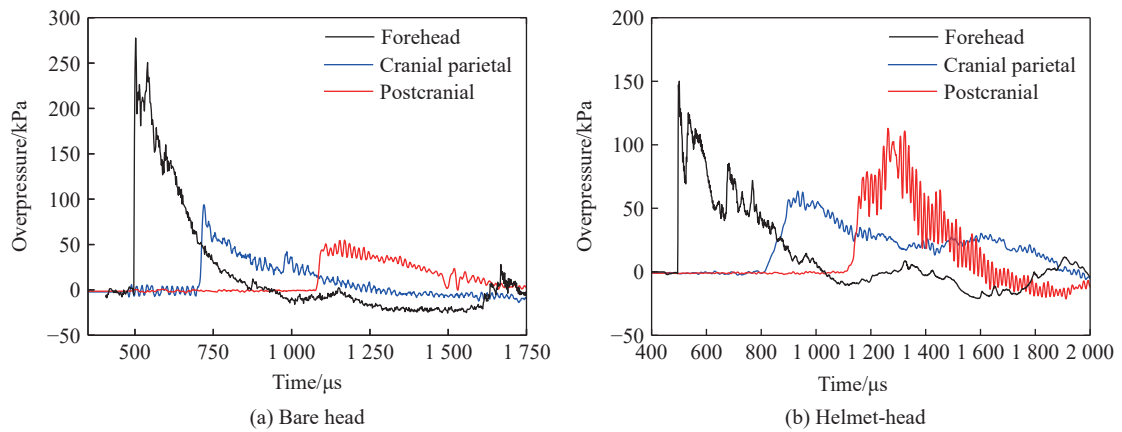 300
250
200
150
100
50
0
−50
Overpressure/kPa
Forehead
Cranial parietal
Postcranial
500 750 1 000 1 250 1 500 1 750
Time/μs
(a) Bare head
200
150
100
50
0
−50
Overpressure/kPa
Forehead
Cranial parietal
Postcranial
400 600 800 1 000 1 200 1 400 1 600 1 800 2 000
Time/μs
(b) Helmet-head